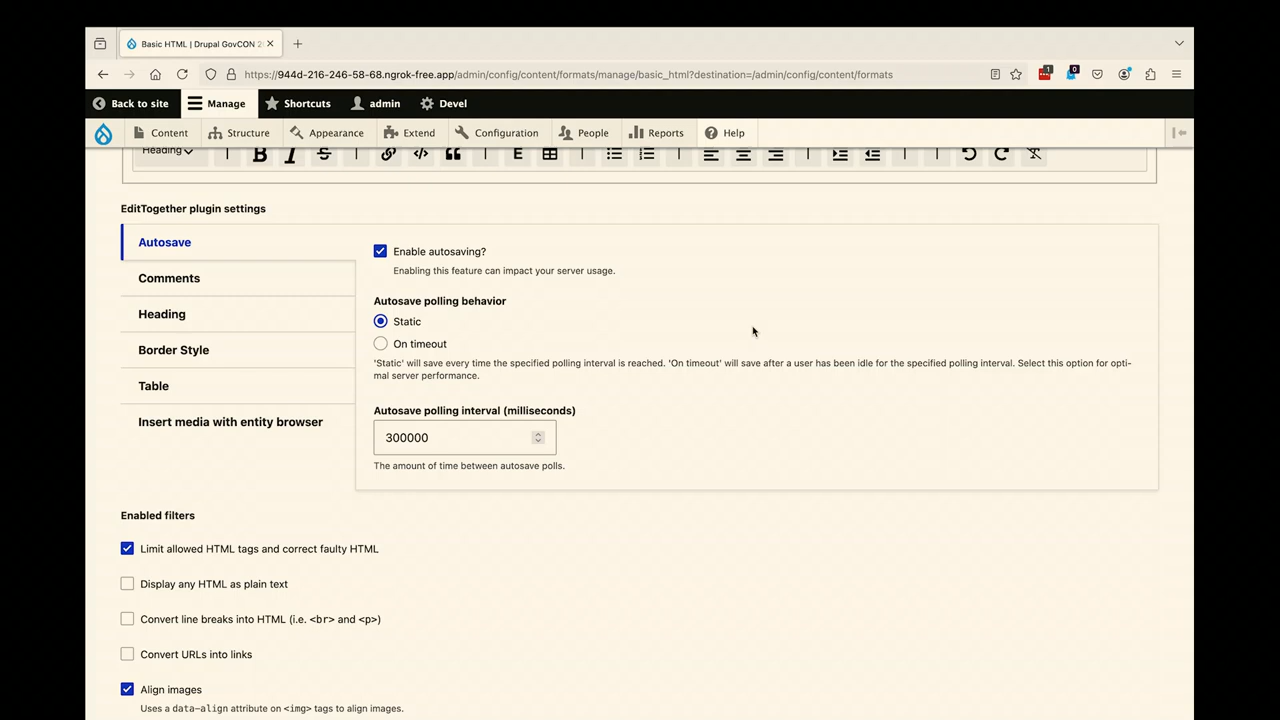 Basic HTML | Drupal GovCON 2
https://944d-216-246-58-68.ngrok-free.app/admin/config/content/formats/manage/basic_html?destination=/admin/config/content/formats
1
0
Back to site
Manage
Shortcuts
admin
Devel
Content
Structure
Appearance
Extend
Configuration
People
Reports
Help
Heading
B I S E
EditTogether plugin settings
Autosave
Comments
Heading
Border Style
Table
Insert media with entity browser
Enable autosaving?
Enabling this feature can impact your server usage.
Autosave polling behavior
Static
On timeout
'Static' will save every time the specified polling interval is reached. 'On timeout' will save after a user has been idle for the specified polling interval. Select this option for opti-
mal server performance.
Autosave polling interval (milliseconds)
300000
The amount of time between autosave polls.
Enabled filters
Limit allowed HTML tags and correct faulty HTML
Display any HTML as plain text
Convert line breaks into HTML (i.e. <br> and <p>)
Convert URLs into links
Align images
Uses a data-align attribute on <img> tags to align images.